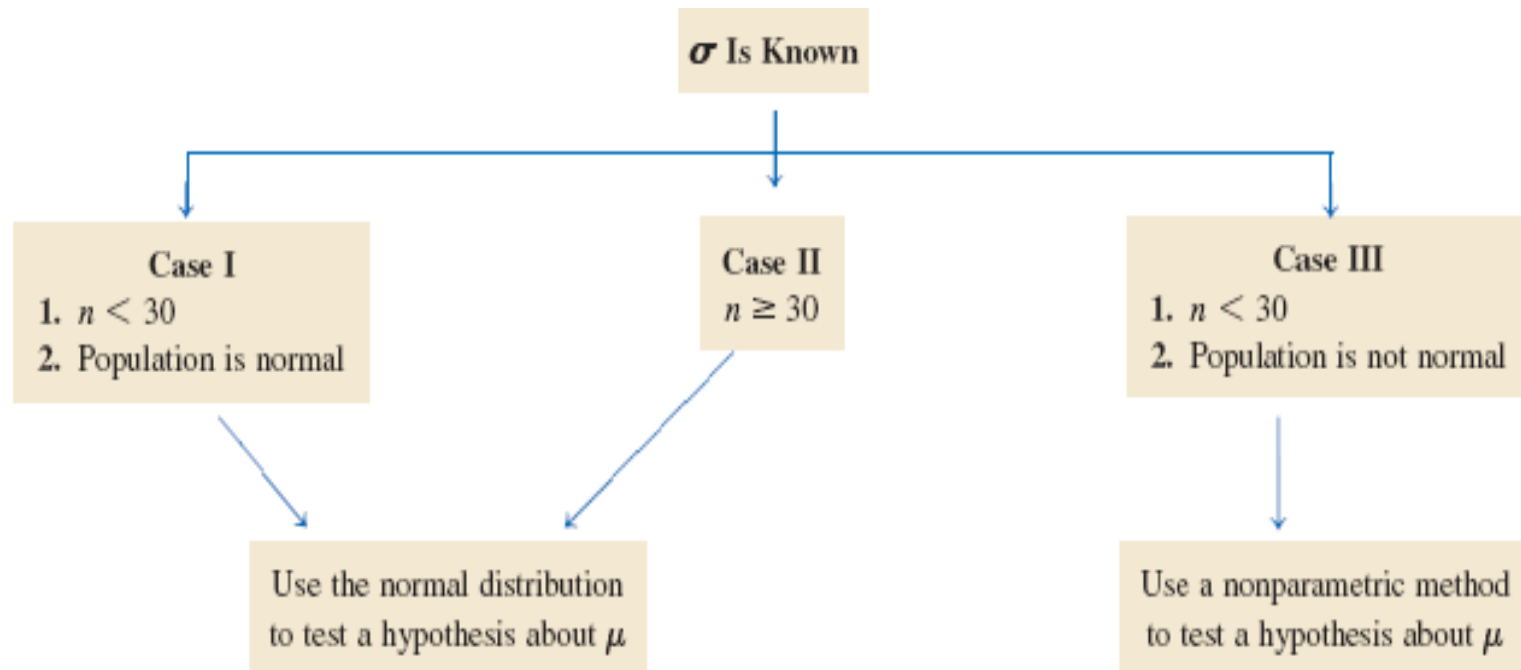 σ Is Known
Case I
1. n < 30
2. Population is normal
Case II
n ≥ 30
Case III
1. n < 30
2. Population is not normal
Use the normal distribution
to test a hypothesis about μ
Use a nonparametric method
to test a hypothesis about μ